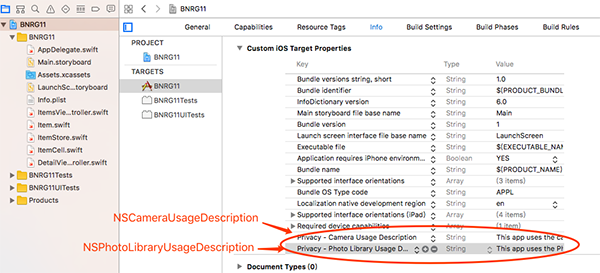 BNRG11
General Capabilities Resource Tags Info Build Settings Build Phases Build Rules
BNRG11
BNRG11
AppDelegate.swift
Main.storyboard
Assets.xcassets
LaunchSc...toryboard
Info.plist
ItemsVie...troller.swift
Item.swift
ItemStore.swift
ItemCell.swift
DetailVie...roller.swift
BNRG11Tests
BNRG11UITests
Products
PROJECT
BNRG11
TARGETS
BNRG11
BNRG11Tests
BNRG11UITests
Custom iOS Target Properties
Key Type Value
Bundle versions string, short String 1.0
Bundle identifier String $(PRODUCT_BUNDL
InfoDictionary version String 6.0
Main storyboard file base name String Main
Bundle version String 1
Launch screen interface file base name String LaunchScreen
Executable file String $(EXECUTABLE_NAM
Application requires iPhone environm... Boolean YES
Bundle name String $(PRODUCT_NAME)
Supported interface orientations Array (3 items)
Bundle OS Type code String APPL
Localization native development region String en
Supported interface orientations (iPad) Array (4 items)
Required device capabilities Array (1 item)
Privacy - Camera Usage Description String This app uses the
Privacy - Photo Library Usage D... String This app uses the
Document Types (0)
NSCameraUsageDescription
NSPhotoLibraryUsageDescription